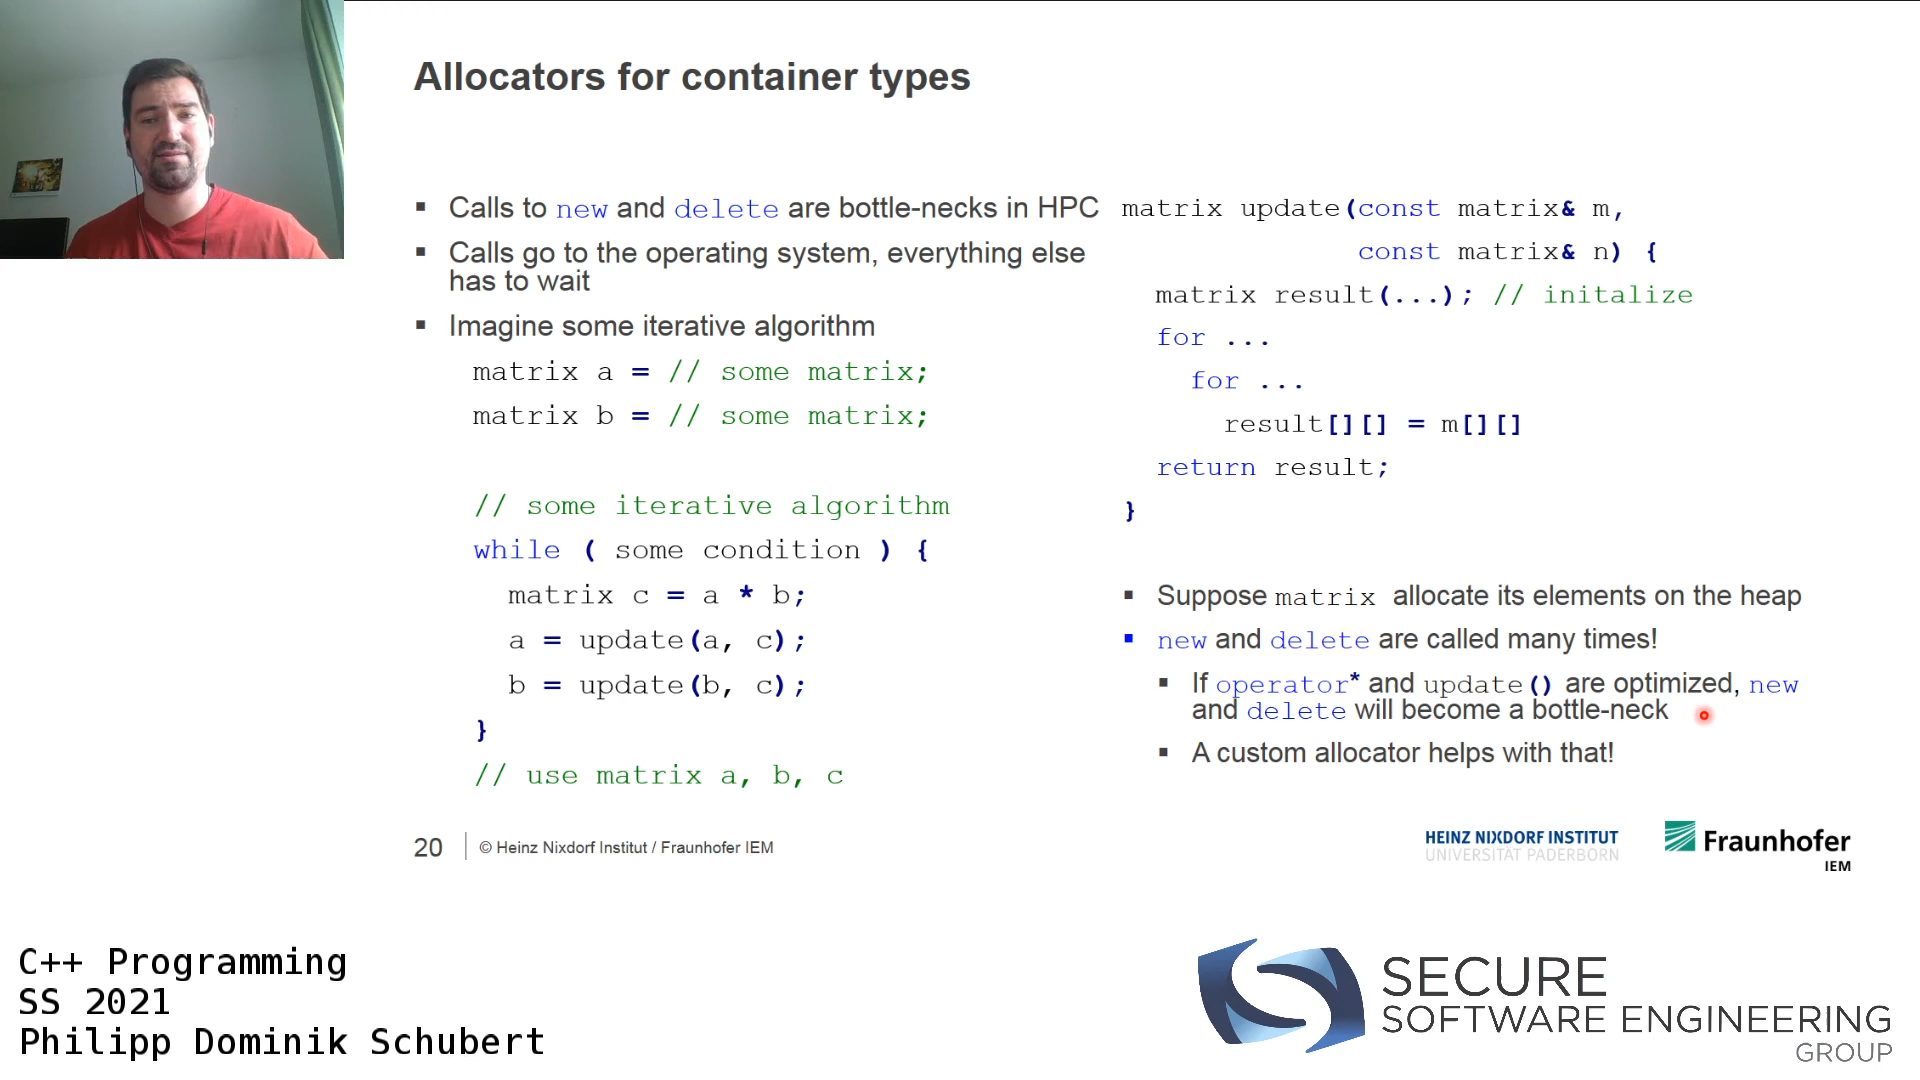 Allocators for container types
▪ Calls to new and delete are bottle-necks in HPC
▪ Calls go to the operating system, everything else
has to wait
▪ Imagine some iterative algorithm
matrix a = // some matrix;
matrix b = // some matrix;
// some iterative algorithm
while ( some condition ) {
matrix c = a * b;
a = update(a, c);
b = update(b, c);
}
// use matrix a, b, c
matrix update(const matrix& m,
const matrix& n) {
matrix result(...); // initalize
for ...
for ...
result[][] = m[][]
return result;
}
▪ Suppose matrix allocate its elements on the heap
▪ new and delete are called many times!
▪ If operator* and update() are optimized, new
and delete will become a bottle-neck
▪ A custom allocator helps with that!
20 © Heinz Nixdorf Institut / Fraunhofer IEM
HEINZ NIXDORF INSTITUT
UNIVERSITÄT PADERBORN
Fraunhofer
IEM
C++ Programming
SS 2021
Philipp Dominik Schubert
SECURE
SOFTWARE ENGINEERING
GROUP